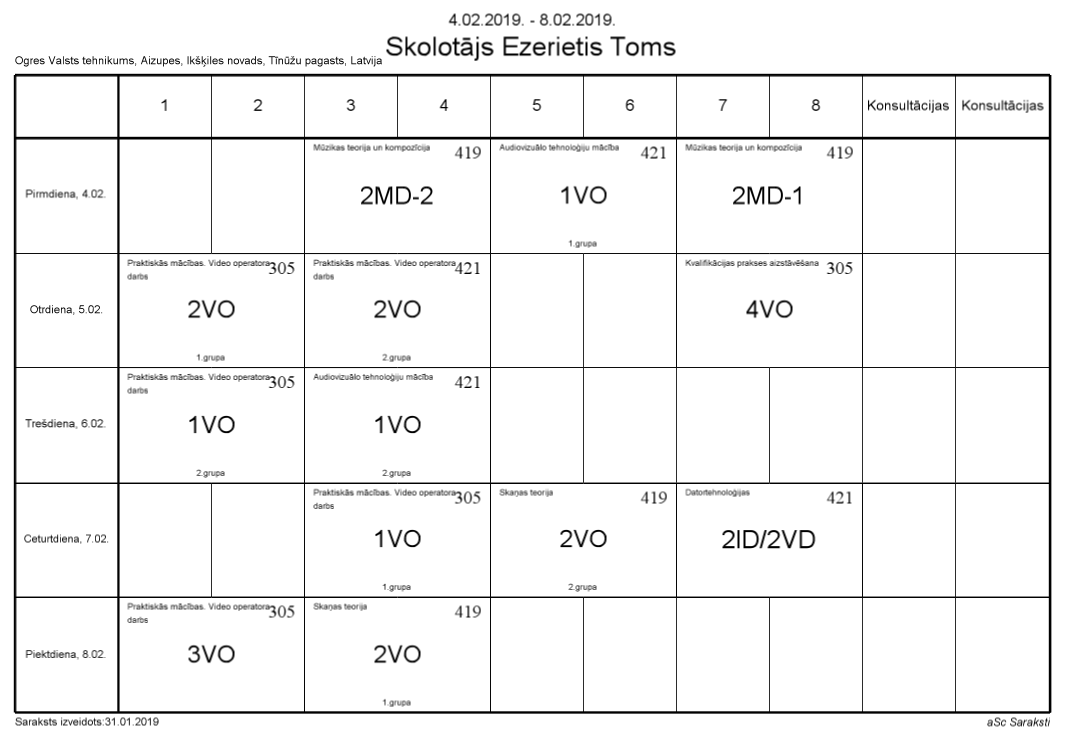 4.02.2019. - 8.02.2019.
Skolotājs Ezerietis Toms
Ogres Valsts tehnikums, Aizupes, Ikšķiles novads, Tīnūžu pagasts, Latvija
1 2 3 4 5 6 7 8 Konsultācijas Konsultācijas
Pirmdiena, 4.02.
Mūzikas teorija un kompozīcija 419
2MD-2
Audiovizuālo tehnoloģiju mācība 421
1VO
1.grupa
Mūzikas teorija un kompozīcija 419
2MD-1
Otrdiena, 5.02.
Praktiskās mācības. Video operatora 305
darbs
2VO
1.grupa
Praktiskās mācības. Video operatora 421
darbs
2VO
2.grupa
Kvalifikācijas prakses aizstāvēšana 305
4VO
Trešdiena, 6.02.
Praktiskās mācības. Video operatora 305
darbs
1VO
2.grupa
Audiovizuālo tehnoloģiju mācība 421
1VO
2.grupa
Ceturtdiena, 7.02.
Praktiskās mācības. Video operatora 305
darbs
1VO
1.grupa
Skaņas teorija 419
2VO
2.grupa
Datortehnoloģijas 421
2ID/2VD
Piektdiena, 8.02.
Praktiskās mācības. Video operatora 305
darbs
3VO
Skaņas teorija 419
2VO
1.grupa
Saraksts izveidots:31.01.2019
aSc Saraksti